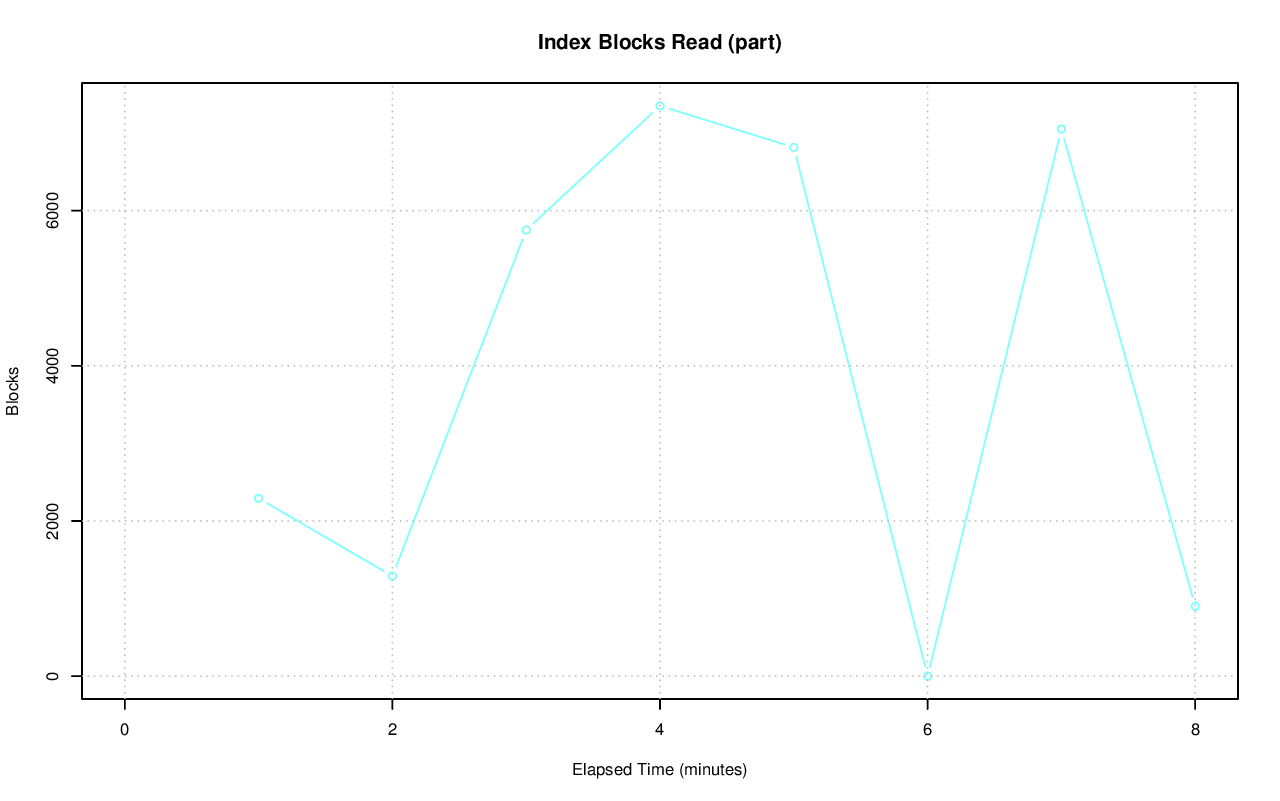 Index Blocks Read (part)
Blocks
6000
4000
2000
0
0 2 4 6 8
Elapsed Time (minutes)